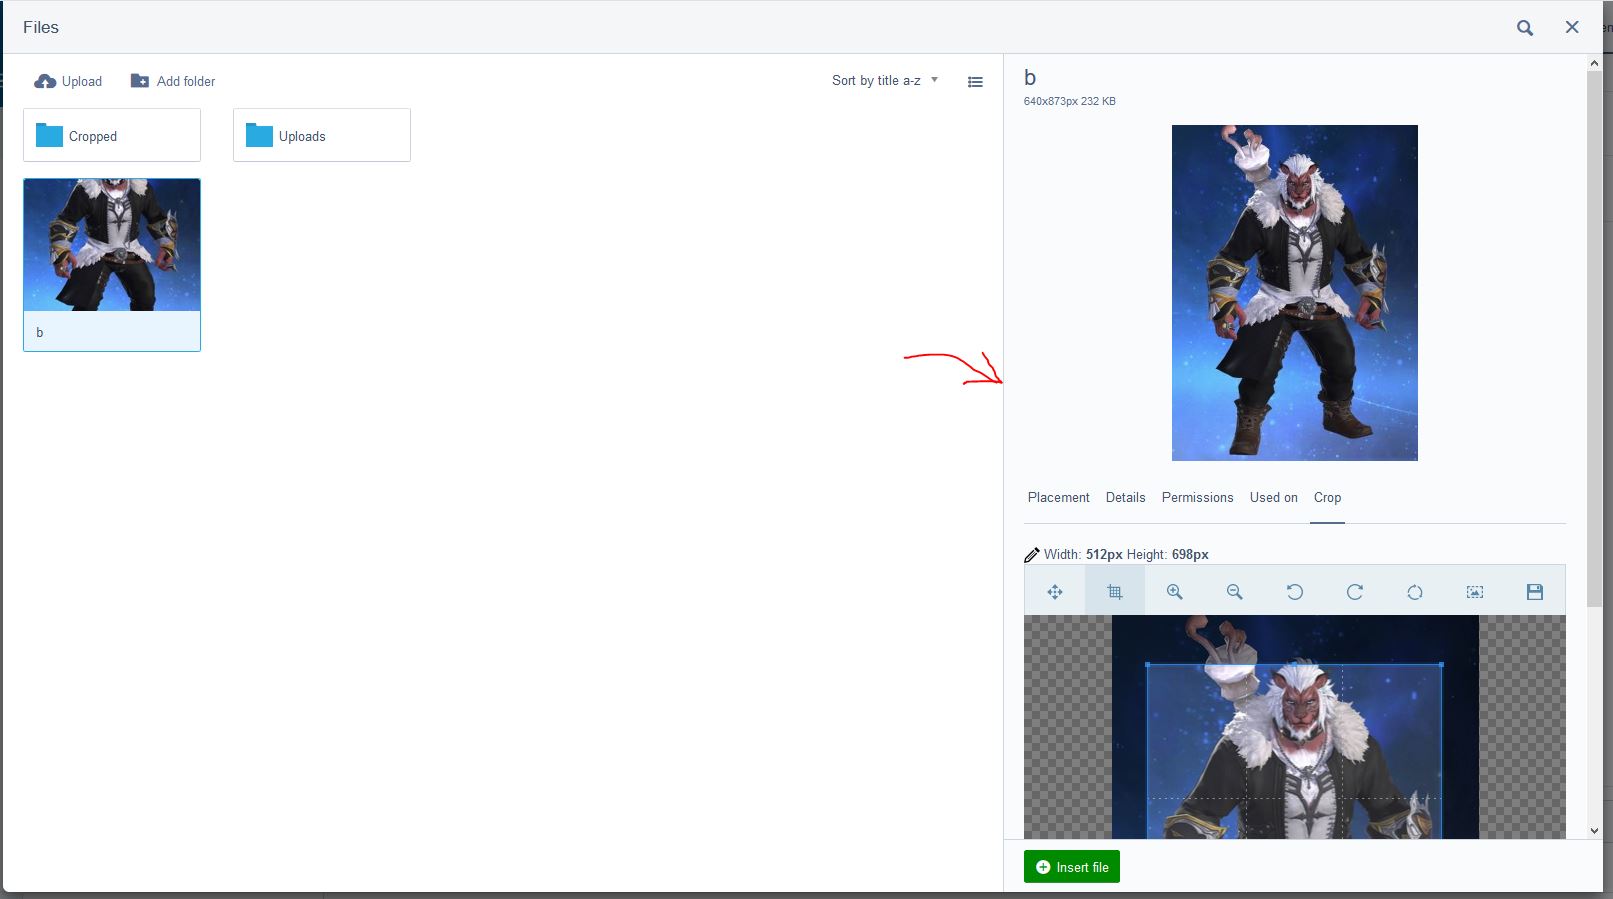 Files
Upload
Add folder
Sort by title a-z
Cropped
Uploads
b
b
640x873px 232 KB
Placement
Details
Permissions
Used on
Crop
Width: 512px Height: 698px
Insert file